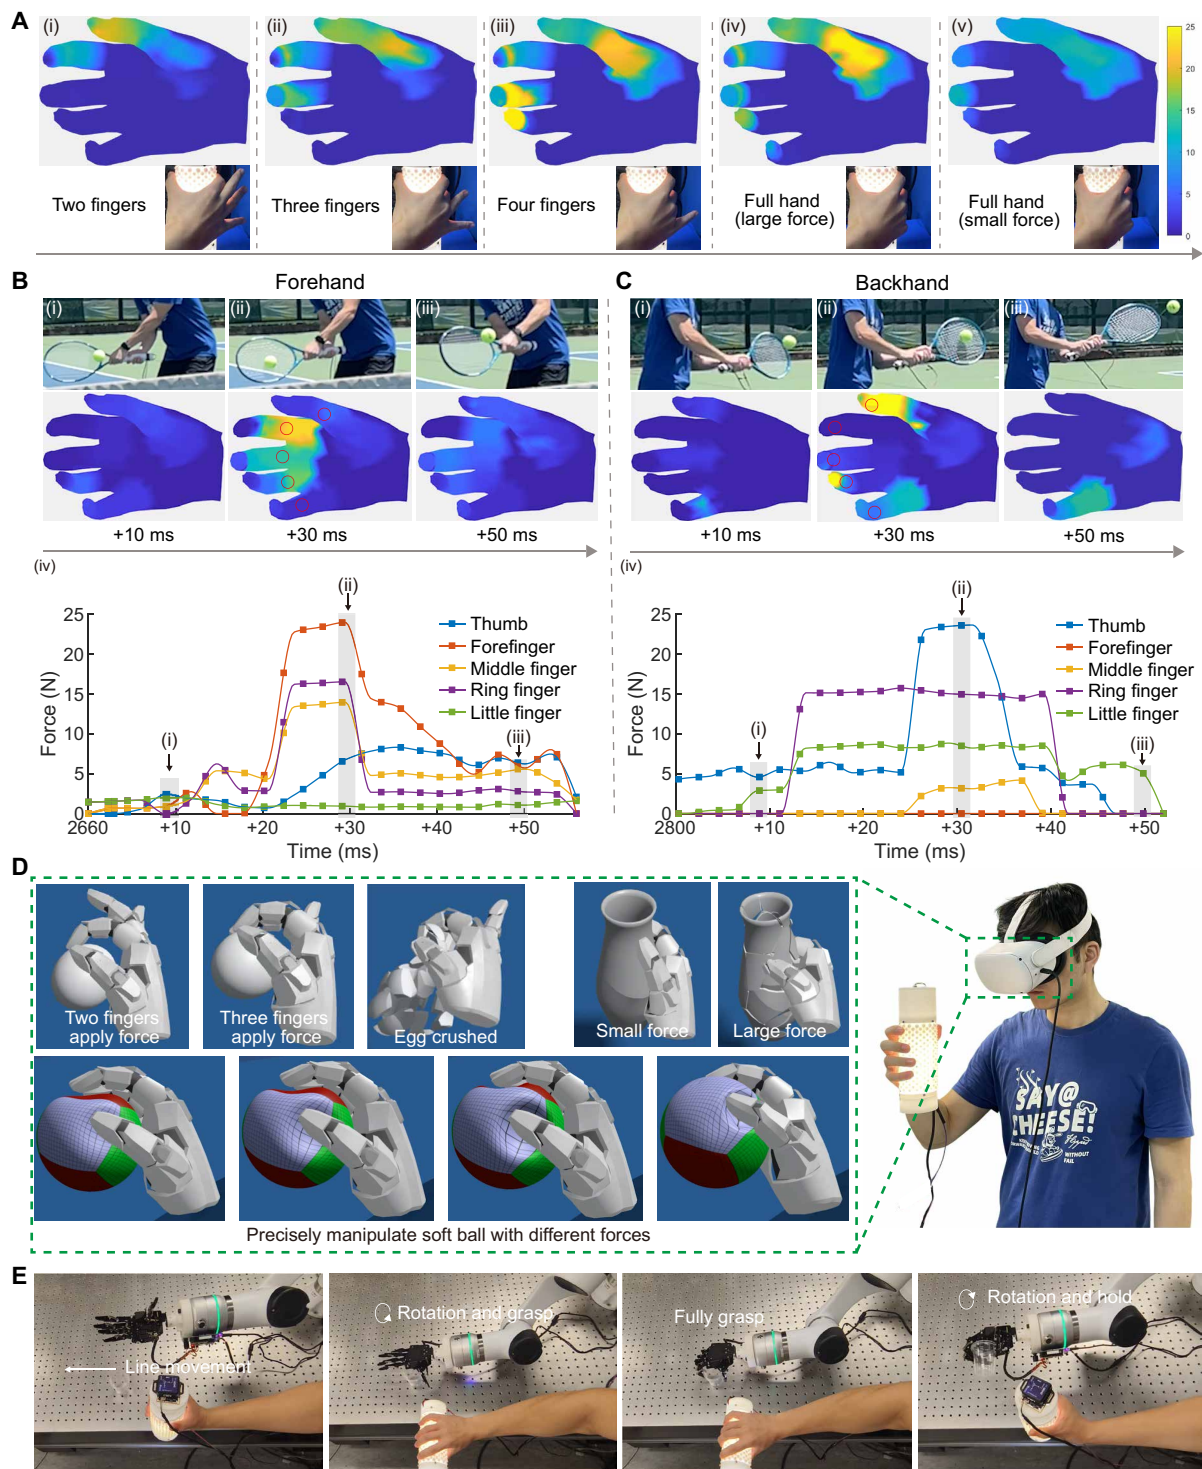 A
(i)
(ii)
(iii)
(iv)
(v)
25
20
15
10
5
0
Two fingers
Three fingers
Four fingers
Full hand
(large force)
Full hand
(small force)
B
Forehand
(i)
(ii)
(iii)
+10 ms
+30 ms
+50 ms
(iv)
(i)
(ii)
(iii)
Thumb
Forefinger
Middle finger
Ring finger
Little finger
Force (N)
25
20
15
10
5
0
2660
+10
+20
+30
+40
+50
Time (ms)
C
Backhand
(i)
(ii)
(iii)
+10 ms
+30 ms
+50 ms
(iv)
(i)
(ii)
(iii)
Thumb
Forefinger
Middle finger
Ring finger
Little finger
Force (N)
25
20
15
10
5
0
2800
+10
+20
+30
+40
+50
Time (ms)
D
Two fingers
apply force
Three fingers
apply force
Egg crushed
Small force
Large force
Precisely manipulate soft ball with different forces
SAY@
CHEESE!
WITHOUT
FAIL
E
Line movement
Rotation and grasp
Fully grasp
Rotation and hold